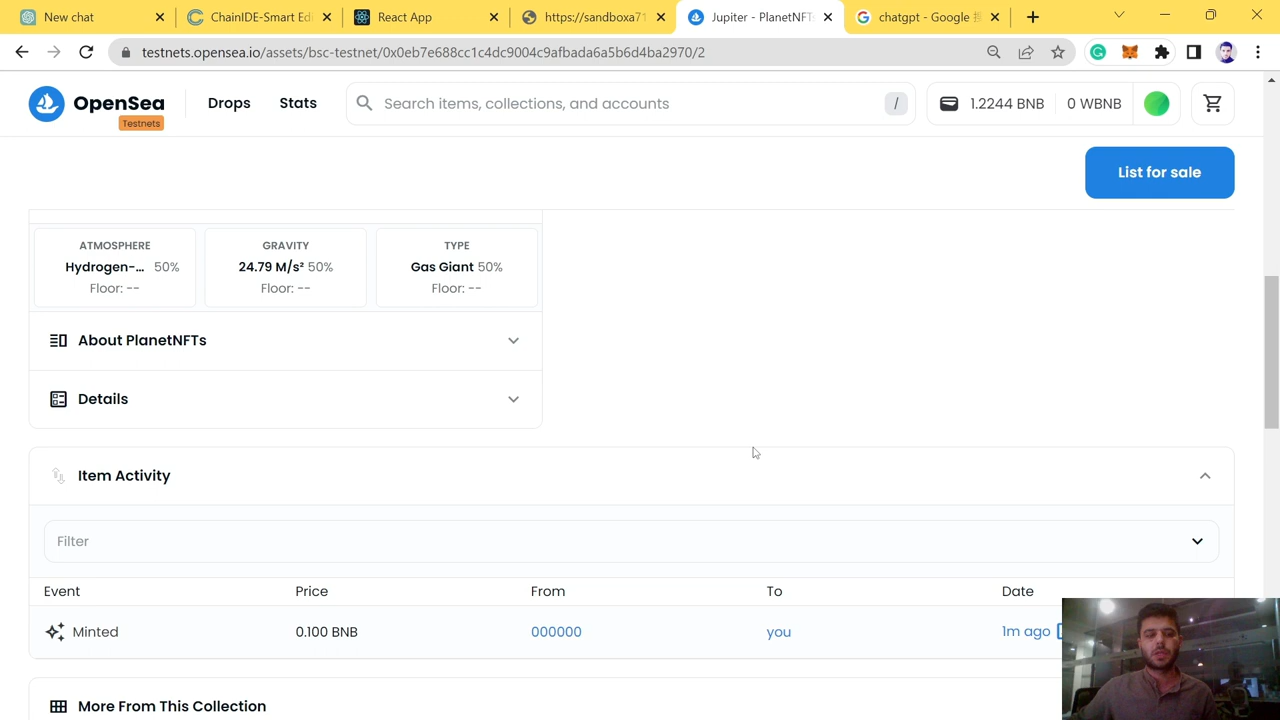 New chat
ChainIDE-Smart Edi
React App
https://sandboxa71
Jupiter - PlanetNFT
chatgpt - Google
testnets.opensea.io/assets/bsc-testnet/0x0eb7e688cc1c4dc9004c9afbada6a5b6d4ba2970/2
OpenSea
Testnets
Drops
Stats
Search items, collections, and accounts
/
1.2244 BNB
0 WBNB
List for sale
ATMOSPHERE
Hydrogen-... 50%
Floor: --
GRAVITY
24.79 M/s² 50%
Floor: --
TYPE
Gas Giant 50%
Floor: --
About PlanetNFTs
Details
Item Activity
Filter
Event Price From To Date
Minted 0.100 BNB 000000 you 1m ago
More From This Collection